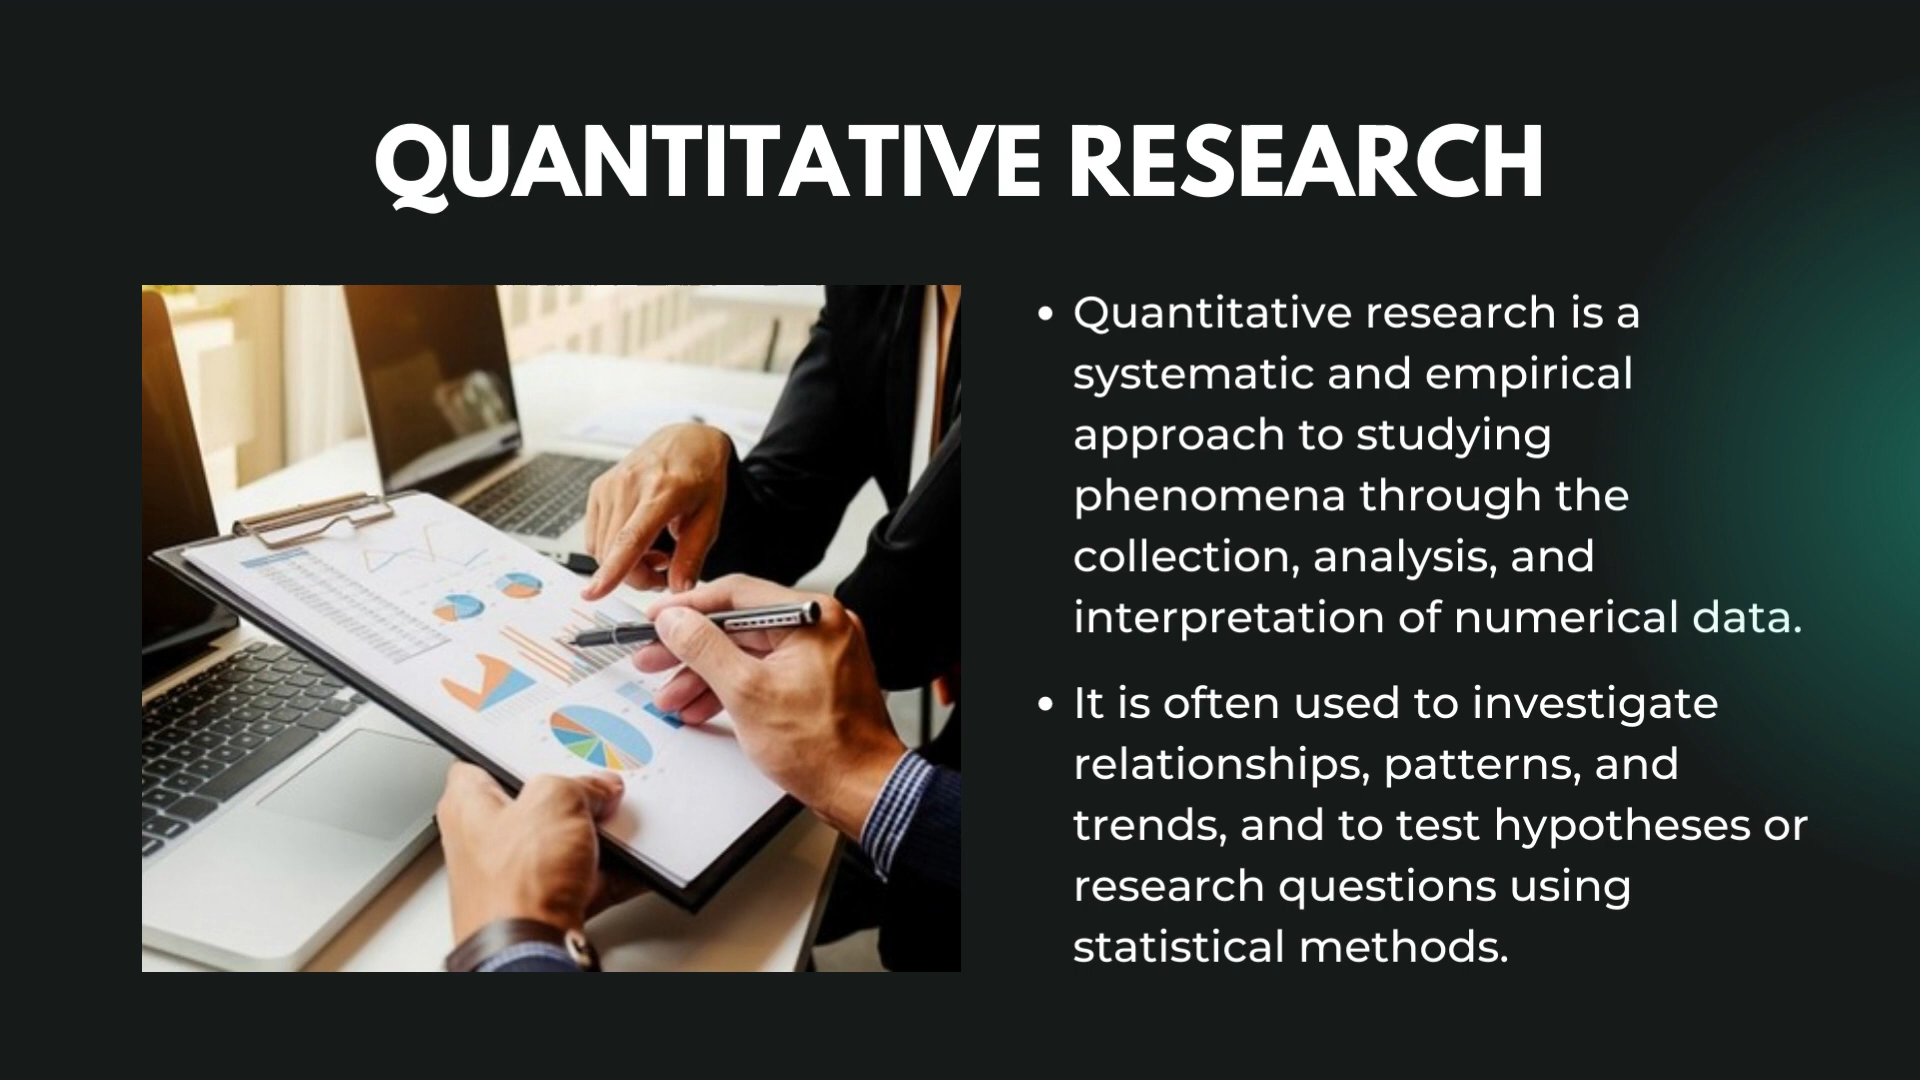 QUANTITATIVE RESEARCH
• Quantitative research is a
systematic and empirical
approach to studying
phenomena through the
collection, analysis, and
interpretation of numerical data.
• It is often used to investigate
relationships, patterns, and
trends, and to test hypotheses or
research questions using
statistical methods.